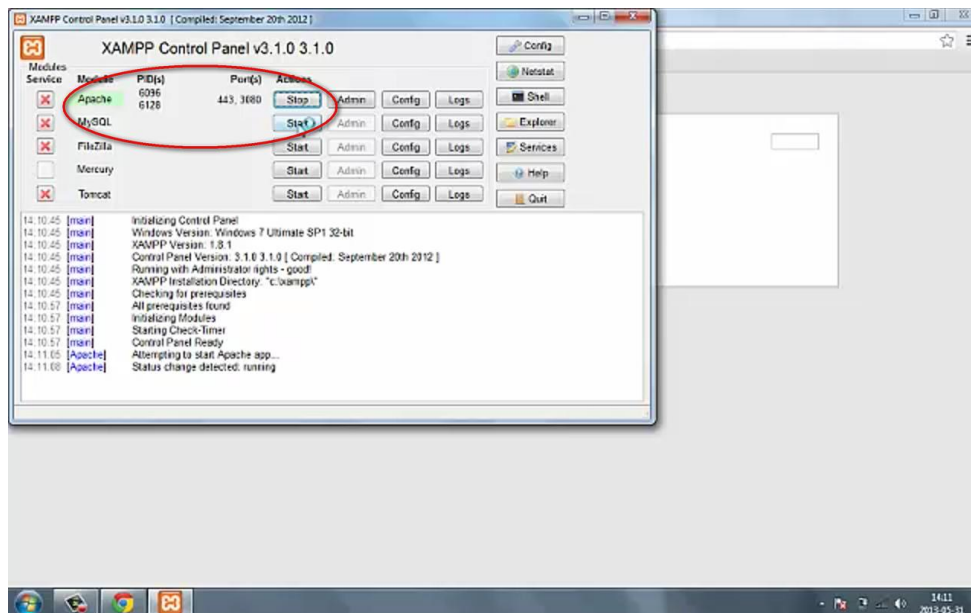 XAMPP Control Panel v3.1.0 3.1.0 [ Compiled: September 20th 2012 ]
XAMPP Control Panel v3.1.0 3.1.0
Config
Netstat
Shell
Explorer
Services
Help
Quit
Modules
Service Module PID(s) Port(s) Actions
Apache 6096 6128 443, 3080 Stop Admin Config Logs
MySQL Start Admin Config Logs
FileZilla Start Admin Config Logs
Mercury Start Admin Config Logs
Tomcat Start Admin Config Logs
14:10:45 [main] Initializing Control Panel
14:10:45 [main] Windows Version: Windows 7 Ultimate SP1 32-bit
14:10:45 [main] XAMPP Version: 1.8.1
14:10:45 [main] Control Panel Version: 3.1.0 3.1.0 [ Compiled: September 20th 2012 ]
14:10:45 [main] Running with Administrator rights - good!
14:10:45 [main] XAMPP Installation Directory: "c:\xampp\"
14:10:45 [main] Checking for prerequisites
14:10:57 [main] All prerequisites found
14:10:57 [main] Initializing Modules
14:10:57 [main] Starting Check-Timer
14:10:57 [main] Control Panel Ready
14:11:05 [Apache] Attempting to start Apache app...
14:11:08 [Apache] Status change detected: running
14:11
2013-05-31